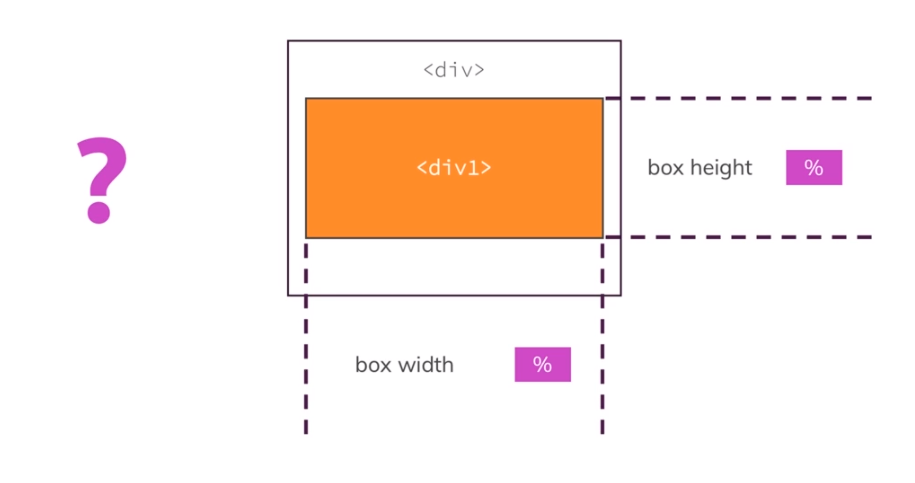 <div>
?
<div1>
box height %
box width %